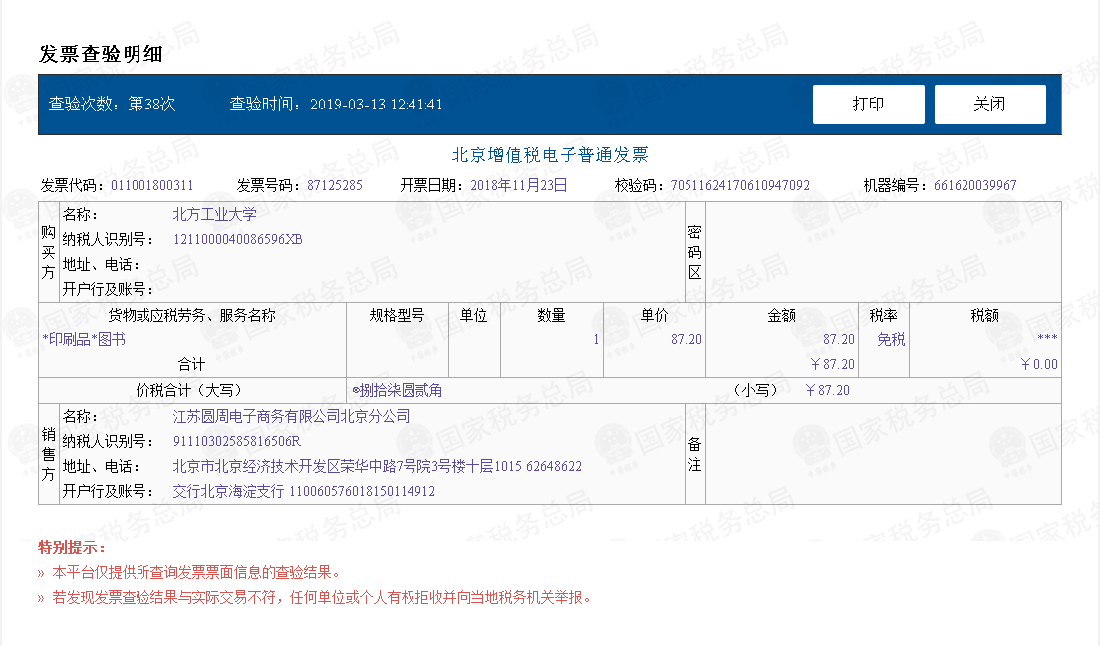 发票查验明细
查验次数：第38次 查验时间：2019-03-13 12:41:41 打印 关闭
北京增值税电子普通发票
发票代码：011001800311 发票号码：87125285 开票日期：2018年11月23日 校验码：70511624170610947092 机器编号：661620039967
购买方
名称： 北方工业大学
纳税人识别号： 1211000040086596XB
地址、电话：
开户行及账号：
密码区
货物或应税劳务、服务名称 规格型号 单位 数量 单价 金额 税率 税额
*印刷品*图书 1 87.20 87.20 免税 ***
合计 ￥87.20 ￥0.00
价税合计（大写） ⊗捌拾柒圆贰角 （小写） ￥87.20
销售方
名称： 江苏圆周电子商务有限公司北京分公司
纳税人识别号： 91110302585816506R
地址、电话： 北京市北京经济技术开发区荣华中路7号院3号楼十层1015 62648622
开户行及账号： 交行北京海淀支行 110060576018150114912
备注
特别提示：
» 本平台仅提供所查询发票票面信息的查验结果。
» 若发现发票查验结果与实际交易不符，任何单位或个人有权拒收并向当地税务机关举报。
国家税务总局